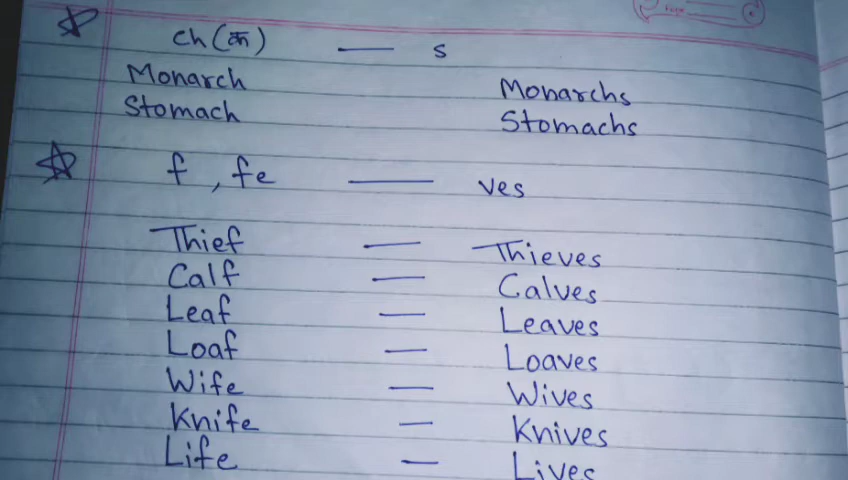 ch (क) — s
Monarch Monarchs
Stomach Stomachs
f , fe — ves
Thief — Thieves
Calf — Calves
Leaf — Leaves
Loaf — Loaves
Wife — Wives
Knife — Knives
Life — Lives